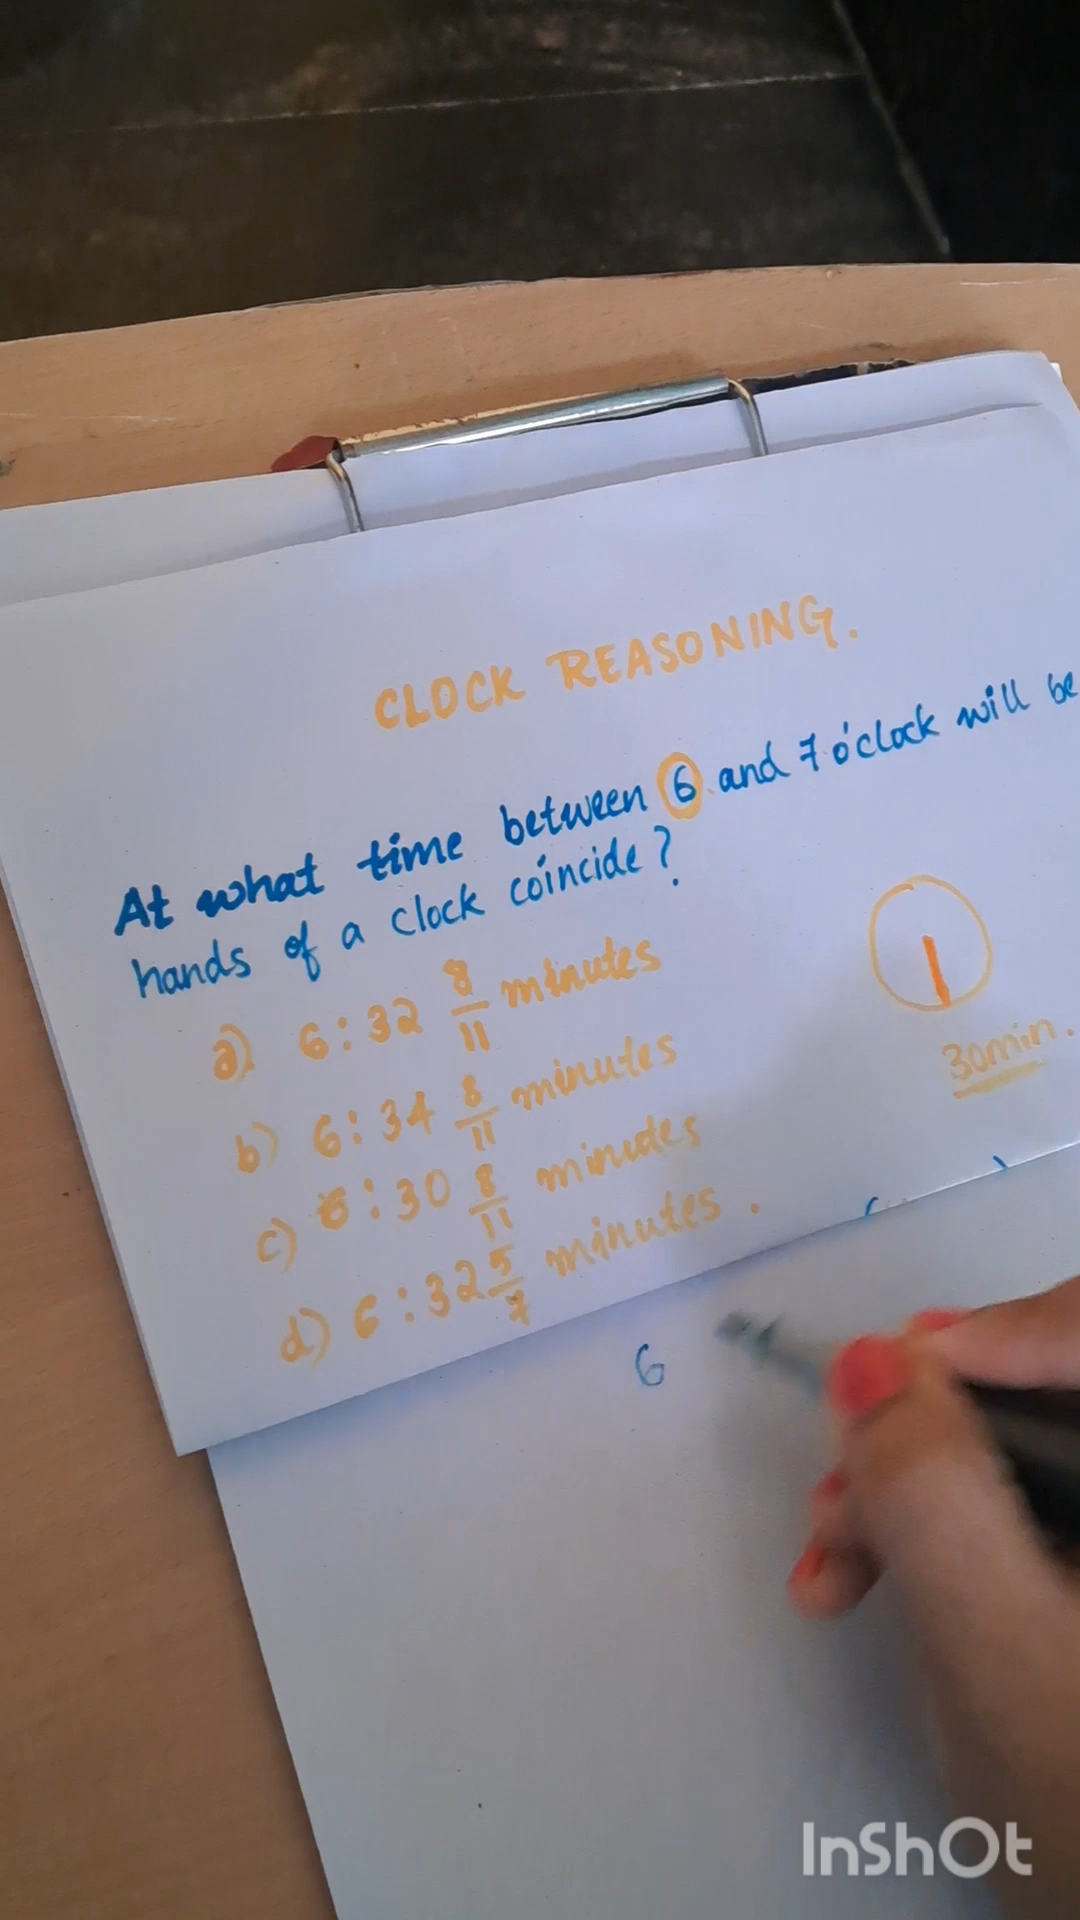 CLOCK REASONING.
At what time between 6 and 7 o'clock will be
hands of a clock coincide?
a) 6:32 8/11 minutes
b) 6:34 8/11 minutes
c) 6:30 8/11 minutes
d) 6:32 5/7 minutes.
30min.
6
InShOt